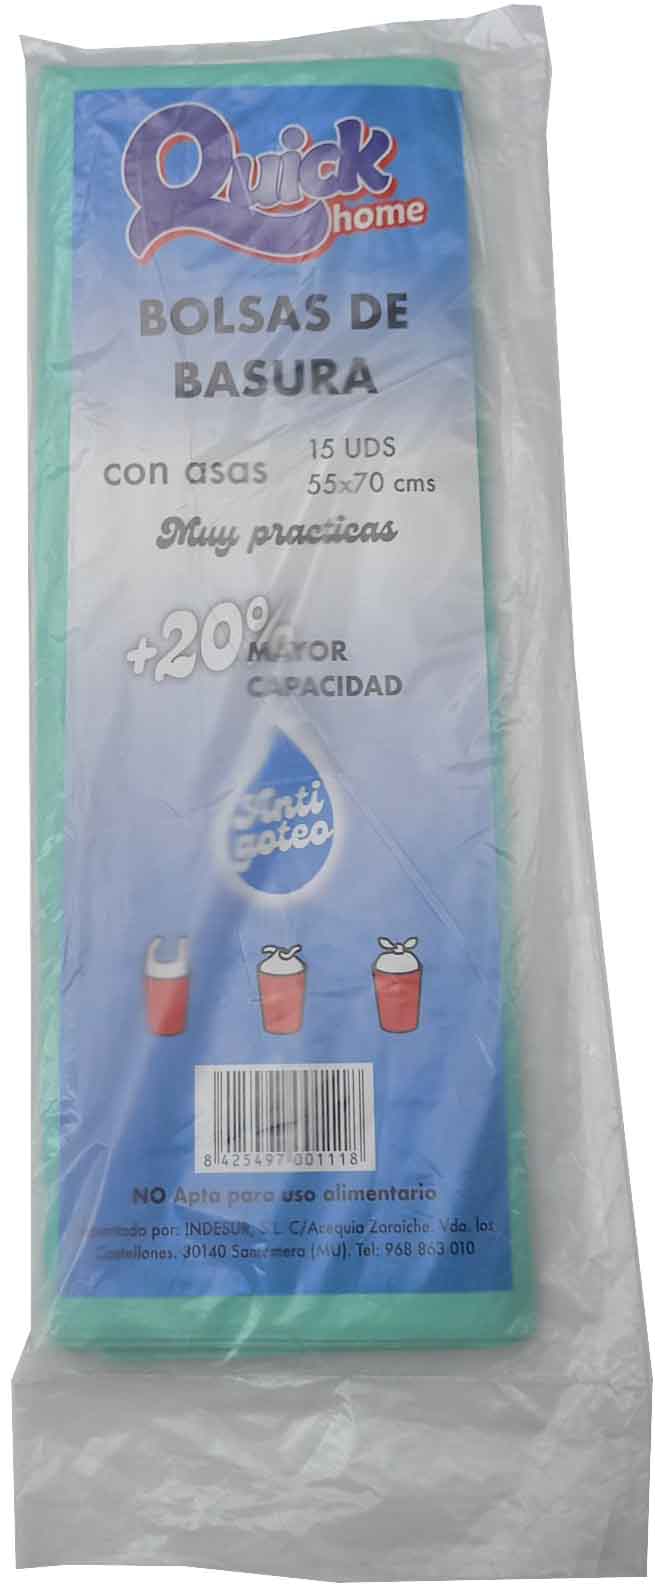 Quick
home
BOLSAS DE
BASURA
con asas
15 UDS
55x70 cms
Muy practicas
+20%
MAYOR
CAPACIDAD
Anti
goteo
8 425497 001118
NO Apta para uso alimentario
por: INDESUR, S.L. C/Acequia Zaraiche. Vda. los
Castellones. 30140 Santomera (MU). Tel: 968 863 010